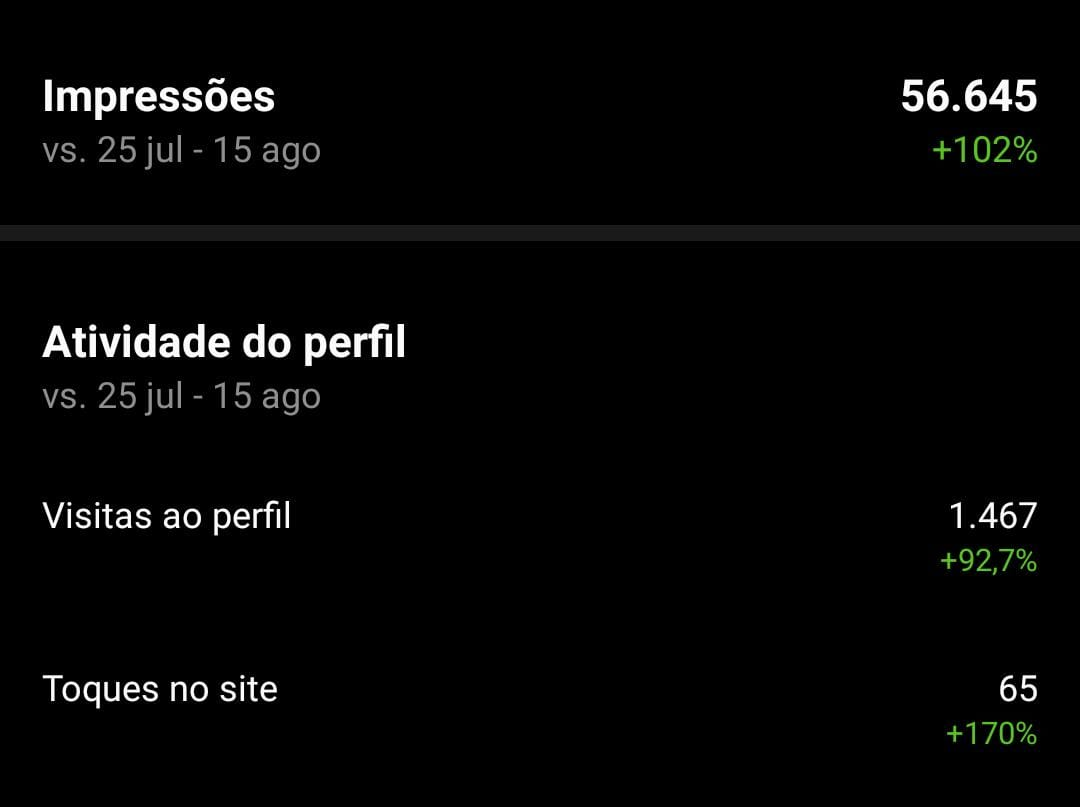 Impressões
56.645
vs. 25 jul - 15 ago
+102%
Atividade do perfil
vs. 25 jul - 15 ago
Visitas ao perfil
1.467
+92,7%
Toques no site
65
+170%